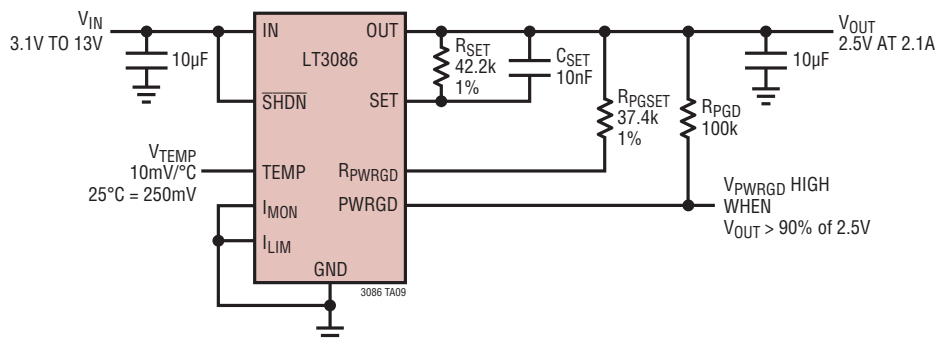 VIN
3.1V TO 13V
10µF
IN
OUT
LT3086
SHDN
SET
RSET
42.2k
1%
CSET
10nF
RPGSET
37.4k
1%
RPGD
100k
10µF
VOUT
2.5V AT 2.1A
VTEMP
10mV/°C
25°C = 250mV
TEMP
RPWRGD
IMON
PWRGD
ILIM
GND
VPWRGD HIGH
WHEN
VOUT > 90% of 2.5V
3086 TA09